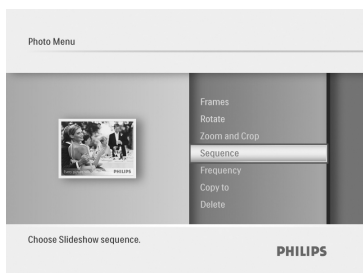 Photo Menu
Frames
Rotate
Zoom and Crop
Sequence
Frequency
Copy to
Delete
PHILIPS
Choose Slideshow sequence.
PHILIPS